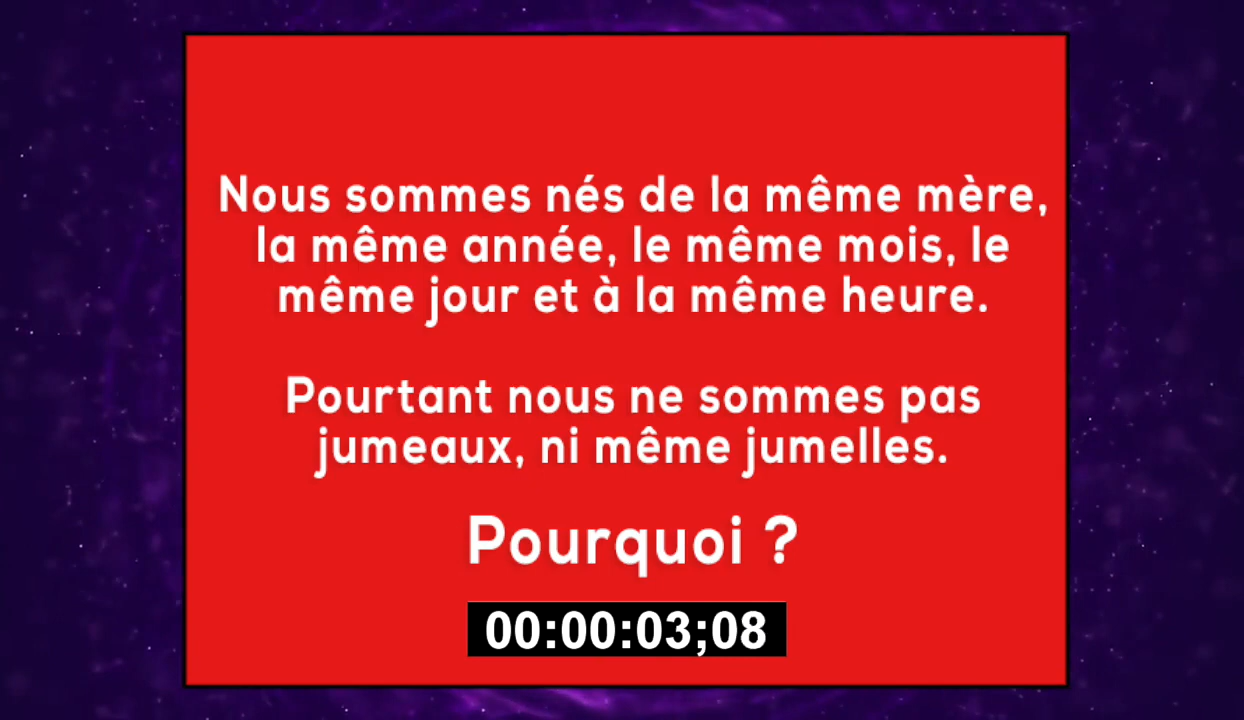 Nous sommes nés de la même mère,
la même année, le même mois, le
même jour et à la même heure.
Pourtant nous ne sommes pas
jumeaux, ni même jumelles.
Pourquoi ?
00:00:03;08